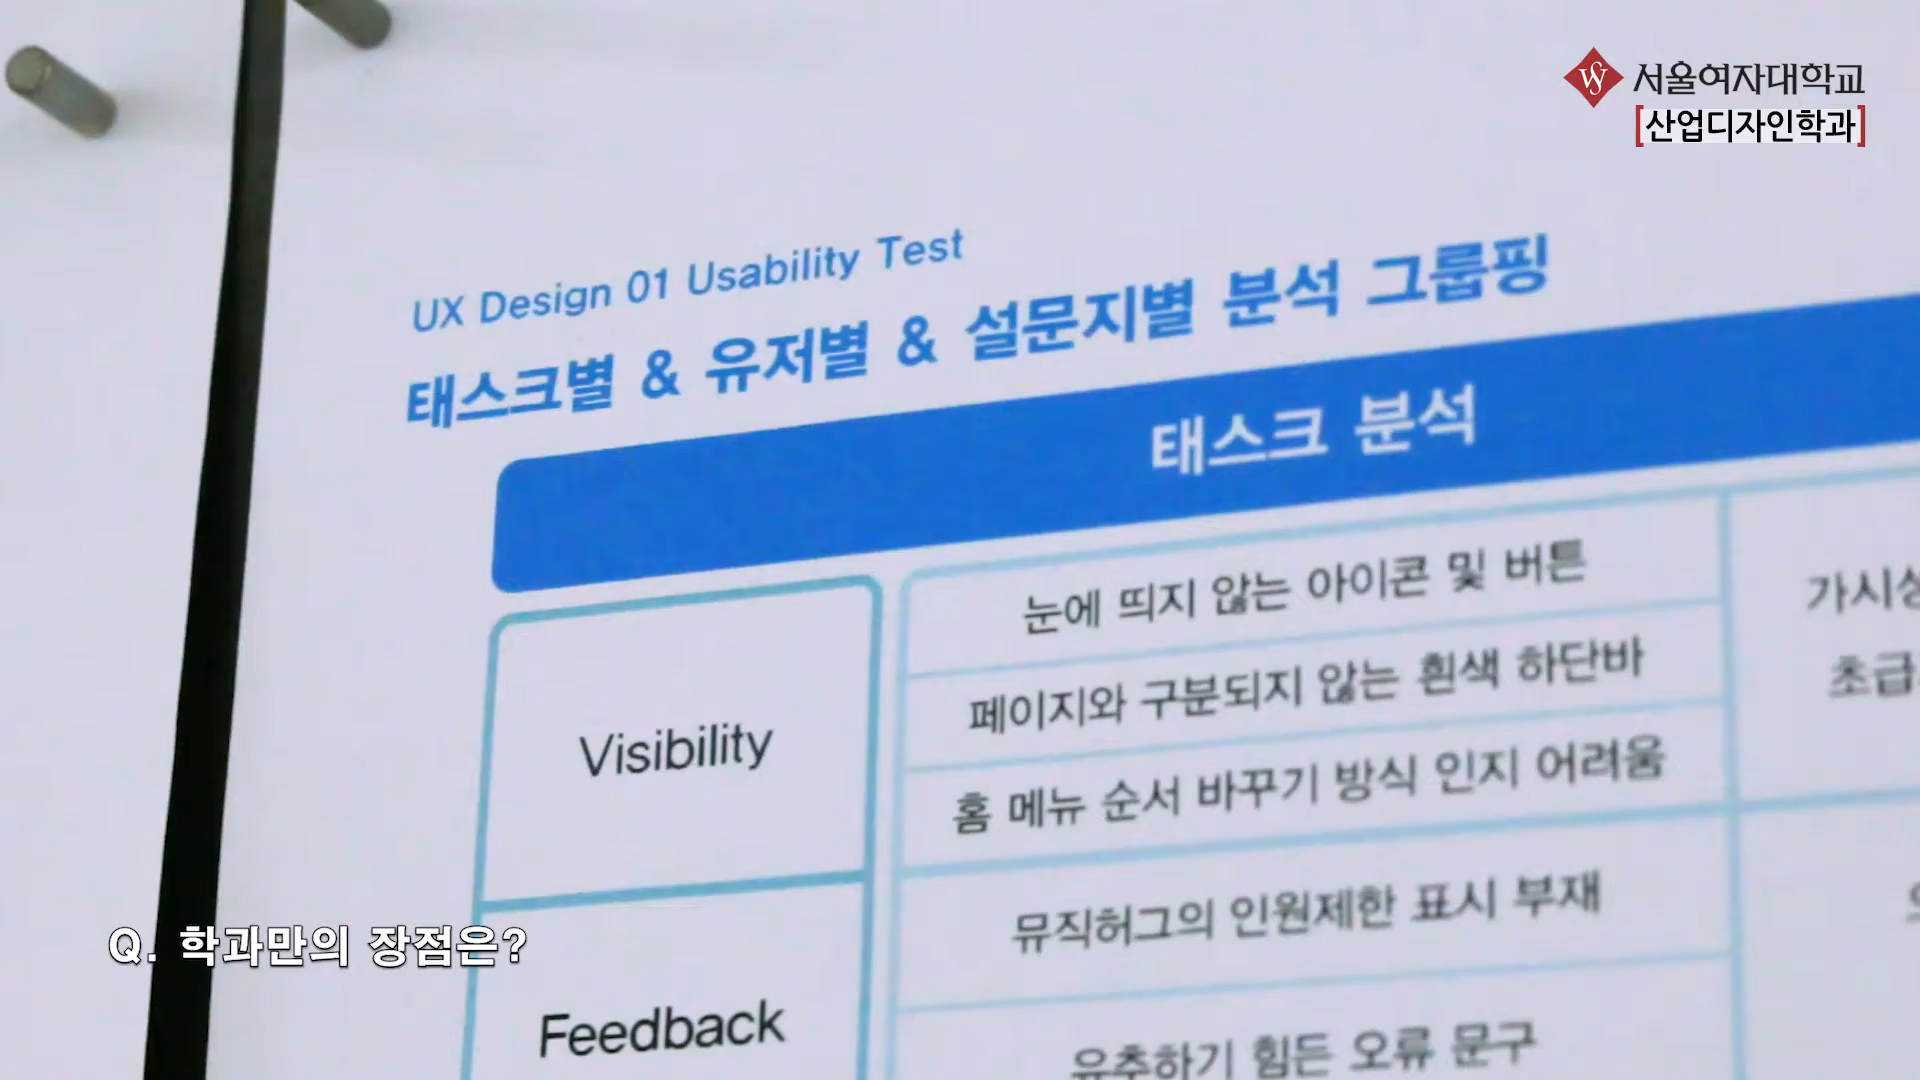 서울여자대학교
[산업디자인학과]
UX Design 01 Usability Test
태스크별 & 유저별 & 설문지별 분석 그룹핑
태스크 분석
Visibility
눈에 띄지 않는 아이콘 및 버튼
페이지와 구분되지 않는 흰색 하단바
홈 메뉴 순서 바꾸기 방식 인지 어려움
초급
Feedback
뮤직허그의 인원제한 표시 부재
유추하기 힘든 오류 문구
Q. 학과만의 장점은?